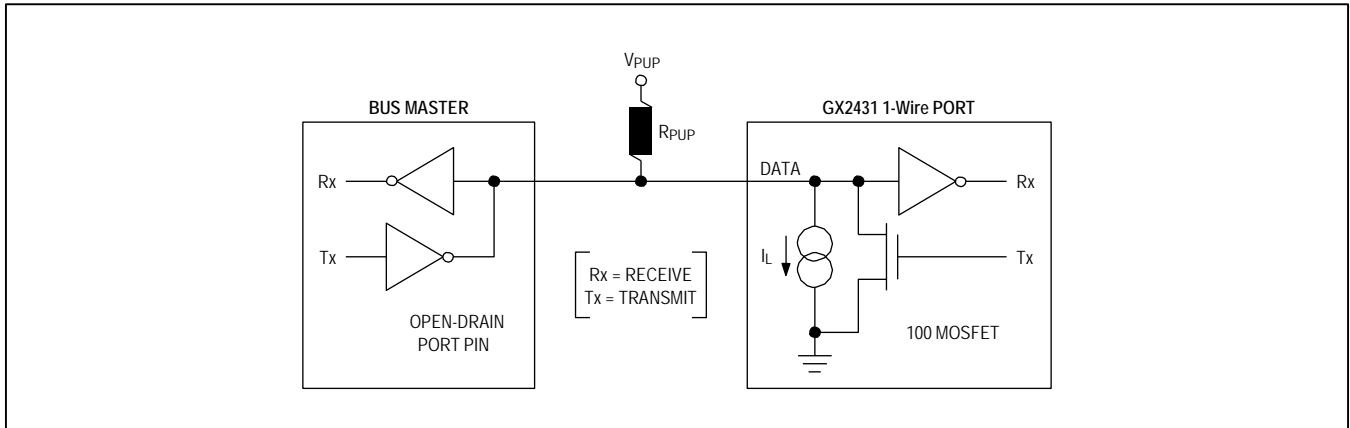 VPUP
BUS MASTER
GX2431 1-Wire PORT
RPUP
Rx
DATA
Rx
Tx
IL
Tx
Rx = RECEIVE
Tx = TRANSMIT
OPEN-DRAIN
PORT PIN
100 MOSFET